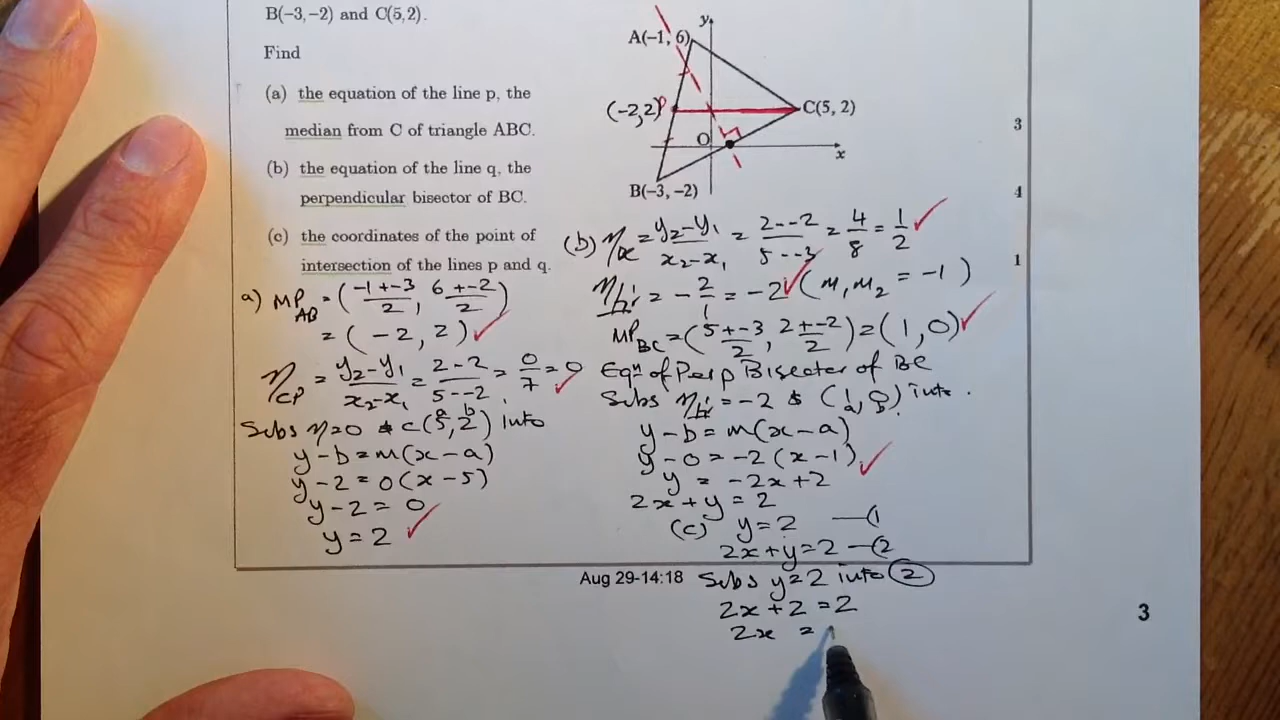 B(−3,−2) and C(5,2).
Find
(a) the equation of the line p, the
median from C of triangle ABC.
(b) the equation of the line q, the
perpendicular bisector of BC.
(c) the coordinates of the point of
intersection of the lines p and q.
y
A(−1, 6)
(-2,2) P
C(5, 2)
O
x
B(−3, −2)
3
4
1
a) MP_AB = (-1+-3/2, 6+-2/2)
= (-2, 2)
m_CP = y₂-y₁/x₂-x₁ = 2-2/5--2 = 0/7 = 0
Subs m=0 & C(5,2) into
a b
y-b = m(x-a)
y-2 = 0(x-5)
y-2 = 0
y = 2
(b) m_BC = y₂-y₁/x₂-x₁ = 2--2/5--3 = 4/8 = 1/2
m_bi = -2/1 = -2 (m₁m₂ = -1)
MP_BC = (5+-3/2, 2+-2/2) = (1, 0)
Eqⁿ of Perp Bisector of BC
Subs m_bi = -2 & (1, 0) into
a, b
y-b = m(x-a)
y-0 = -2(x-1)
y = -2x+2
2x+y = 2
(c) y=2 —(1
2x+y=2 —(2
Subs y=2 into (2)
2x+2=2
2x =
Aug 29-14:18
3